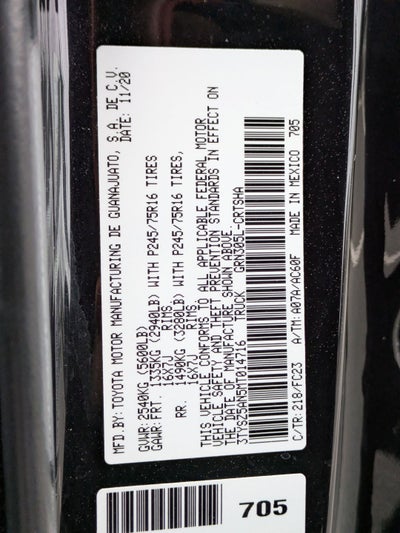 MFD. BY: TOYOTA MOTOR MANUFACTURING DE GUANAJUATO, S.A. DE C.V.
DATE: 11/20
GVWR: 2540KG (5600LB)
GAWR: FRT. 1335KG (2940LB) WITH P245/75R16 TIRES
16X7J RIMS
RR. 1490KG (3280LB) WITH P245/75R16 TIRES,
16X7J RIMS
THIS VEHICLE CONFORMS TO ALL APPLICABLE FEDERAL MOTOR
VEHICLE SAFETY AND THEFT PREVENTION STANDARDS IN EFFECT ON
THE DATE OF MANUFACTURE SHOWN ABOVE.
3TYSZ5AN5MT014716 TRUCK GRN305L-CRTSHA
C/TR: 218/FC23 A/TM: A07A/AC60F MADE IN MEXICO 705
705